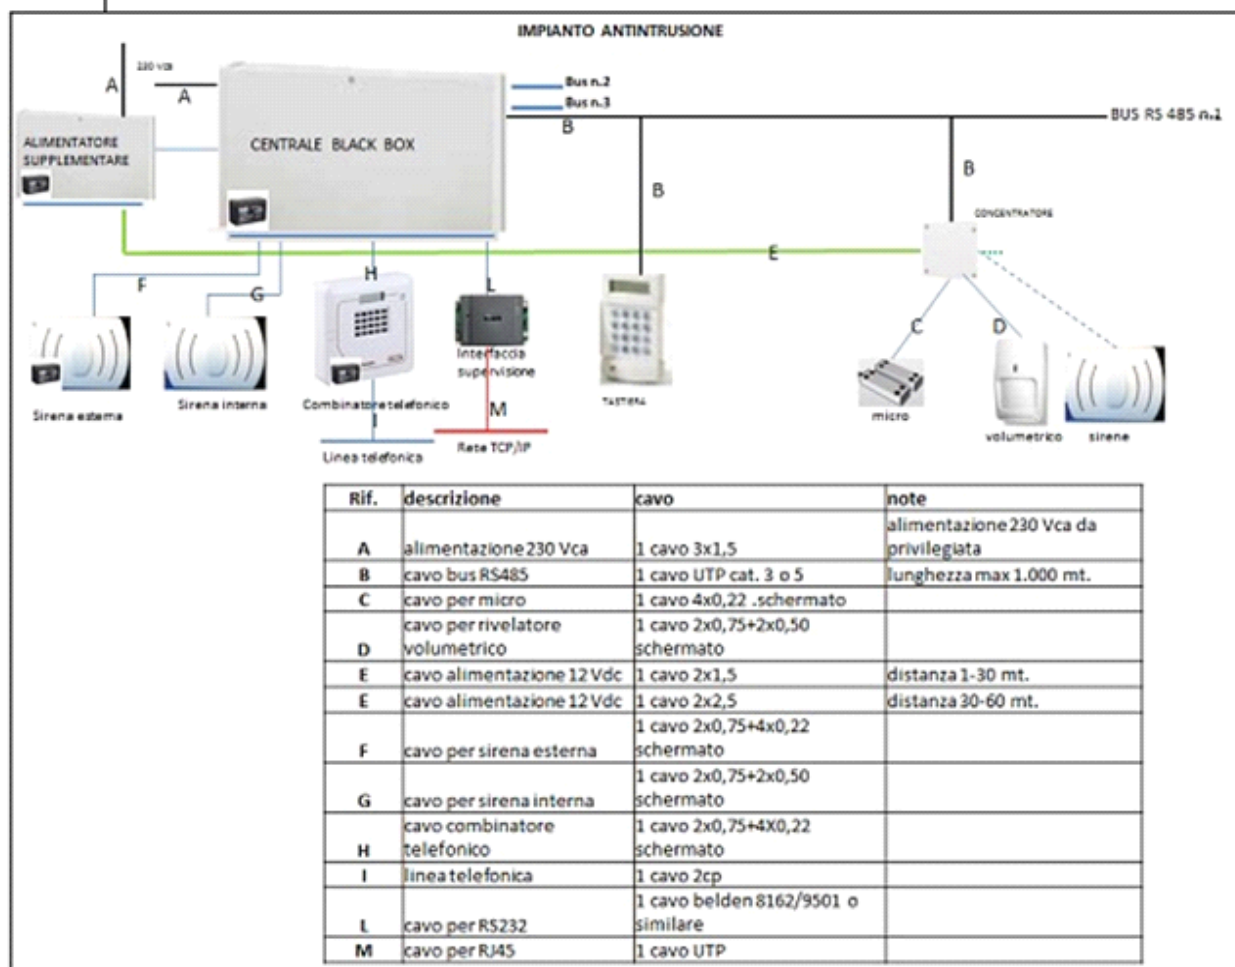 IMPIANTO ANTINTRUSIONE
230 Vca
A
A
Bus n.2
Bus n.3
B
BUS RS 485 n.1
ALIMENTATORE
SUPPLEMENTARE
CENTRALE BLACK BOX
B
B
CONCENTRATORE
E
F
G
H
L
C
D
Interfaccia
supervisione
Sirena esterna
Sirena interna
Combinatore telefonico
TASTIERA
micro
volumetrico
sirene
I
M
Linea telefonica
Rete TCP/IP
Rif. descrizione cavo note
A alimentazione 230 Vca 1 cavo 3x1,5 alimentazione 230 Vca da privilegiata
B cavo bus RS485 1 cavo UTP cat. 3 o 5 lunghezza max 1.000 mt.
C cavo per micro 1 cavo 4x0,22 .schermato
D cavo per rivelatore volumetrico 1 cavo 2x0,75+2x0,50 schermato
E cavo alimentazione 12 Vdc 1 cavo 2x1,5 distanza 1-30 mt.
E cavo alimentazione 12 Vdc 1 cavo 2x2,5 distanza 30-60 mt.
F cavo per sirena esterna 1 cavo 2x0,75+4x0,22 schermato
G cavo per sirena interna 1 cavo 2x0,75+2x0,50 schermato
H cavo combinatore telefonico 1 cavo 2x0,75+4X0,22 schermato
I linea telefonica 1 cavo 2cp
L cavo per RS232 1 cavo belden 8162/9501 o similare
M cavo per RJ45 1 cavo UTP